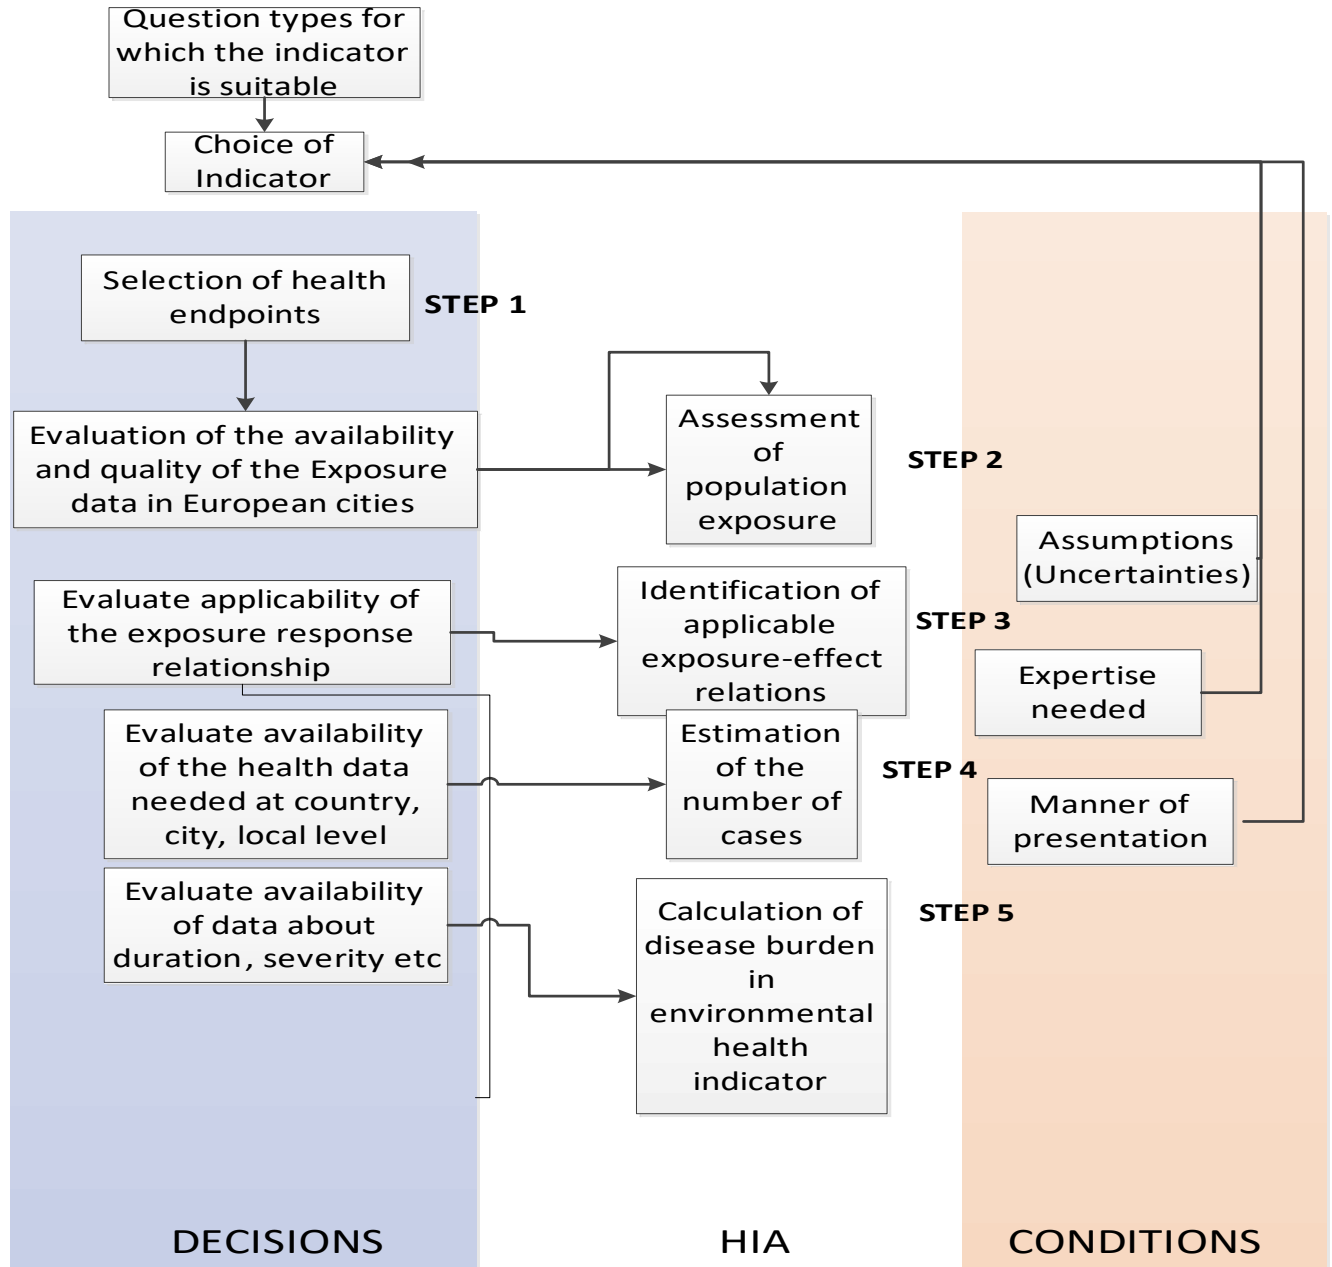 Question types for
which the indicator
is suitable
Choice of
Indicator
Selection of health
endpoints
STEP 1
Evaluation of the availability
and quality of the Exposure
data in European cities
Assessment
of
population
exposure
STEP 2
Assumptions
(Uncertainties)
Evaluate applicability of
the exposure response
relationship
Identification of
applicable
exposure-effect
relations
STEP 3
Expertise
needed
Evaluate availability
of the health data
needed at country,
city, local level
Estimation
of the
number of
cases
STEP 4
Manner of
presentation
Evaluate availability
of data about
duration, severity etc
Calculation of
disease burden
in
environmental
health
indicator
STEP 5
DECISIONS
HIA
CONDITIONS